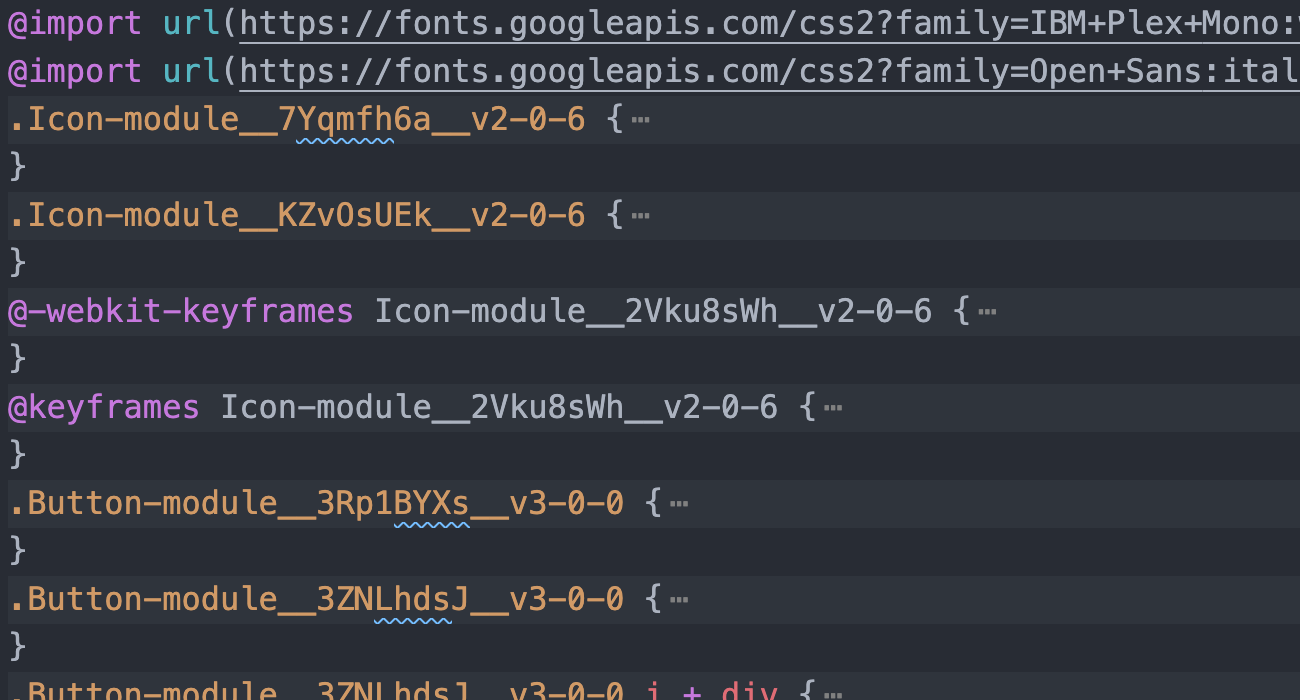 @import url(https://fonts.googleapis.com/css2?family=IBM+Plex+Mono:
@import url(https://fonts.googleapis.com/css2?family=Open+Sans:ital
.Icon-module__7Yqmfh6a__v2-0-6 {⋯
}
.Icon-module__KZvOsUEk__v2-0-6 {⋯
}
@-webkit-keyframes Icon-module__2Vku8sWh__v2-0-6 {⋯
}
@keyframes Icon-module__2Vku8sWh__v2-0-6 {⋯
}
.Button-module__3Rp1BYXs__v3-0-0 {⋯
}
.Button-module__3ZNLhdsJ__v3-0-0 {⋯
}
.Button-module__3ZNLhdsJ__v3-0-0 i + div {⋯